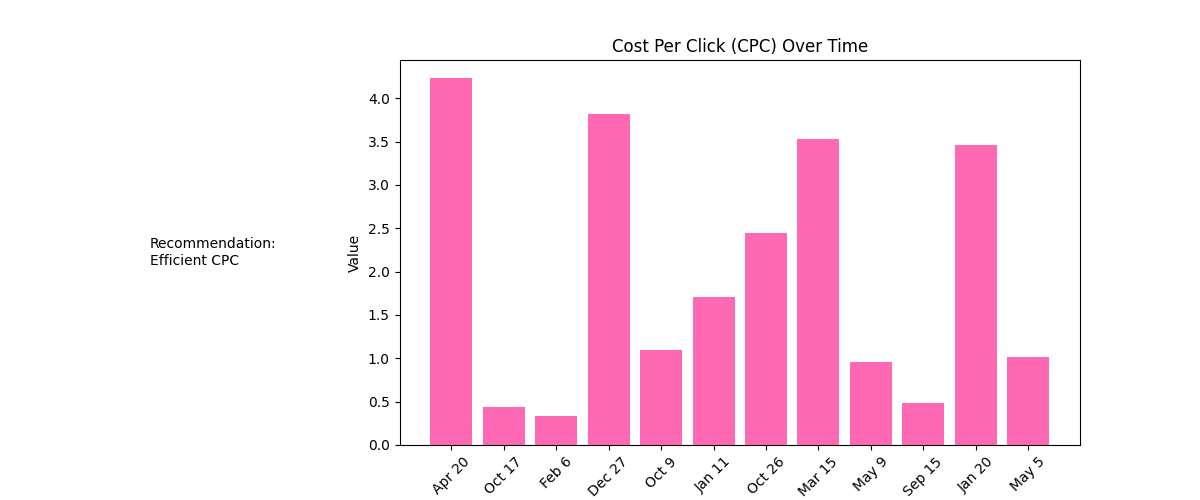 Cost Per Click (CPC) Over Time
Recommendation:
Efficient CPC
Value
4.0
3.5
3.0
2.5
2.0
1.5
1.0
0.5
0.0
Apr 20
Oct 17
Feb 6
Dec 27
Oct 9
Jan 11
Oct 26
Mar 15
May 9
Sep 15
Jan 20
May 5